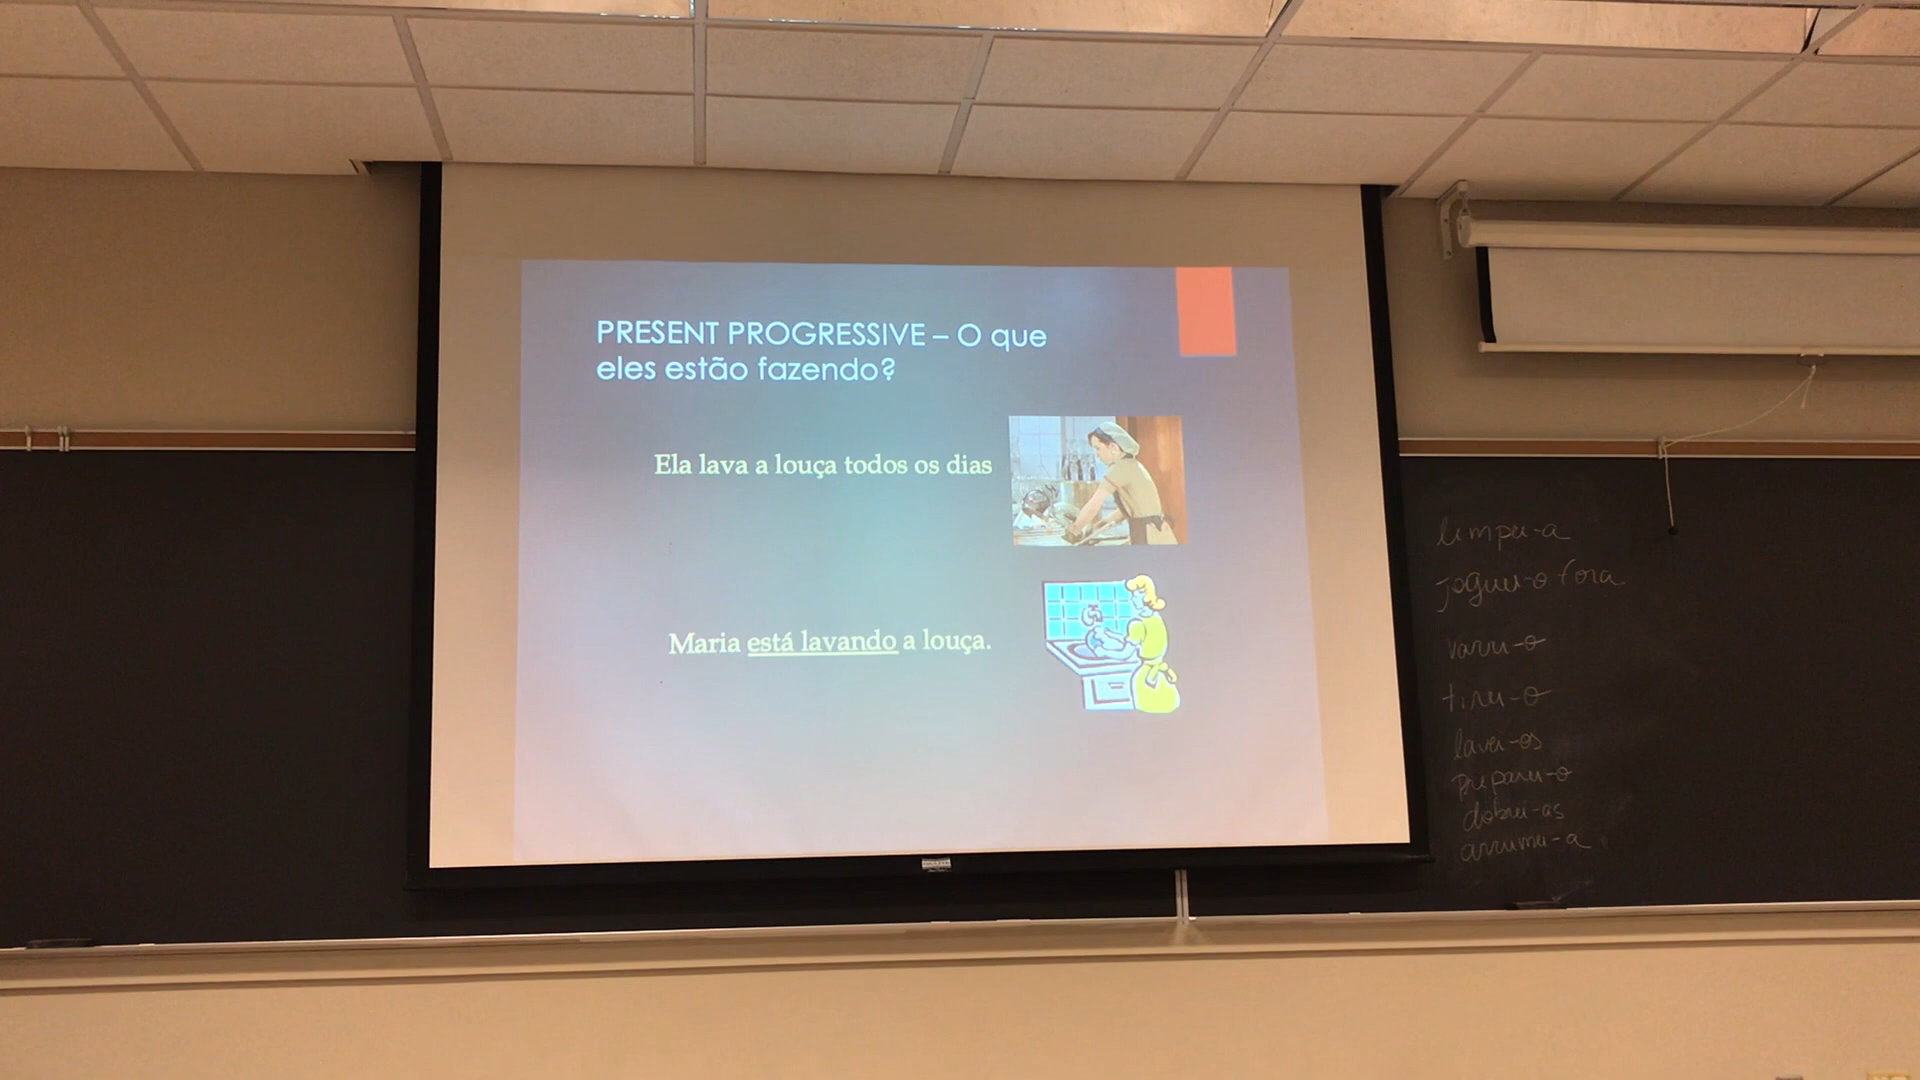 PRESENT PROGRESSIVE – O que
eles estão fazendo?
Ela lava a louça todos os dias
Maria está lavando a louça.
limpei-a
joguei-o fora
varri-o
tirei-o
lavei-os
preparei-o
dobrei-as
arrumei-a